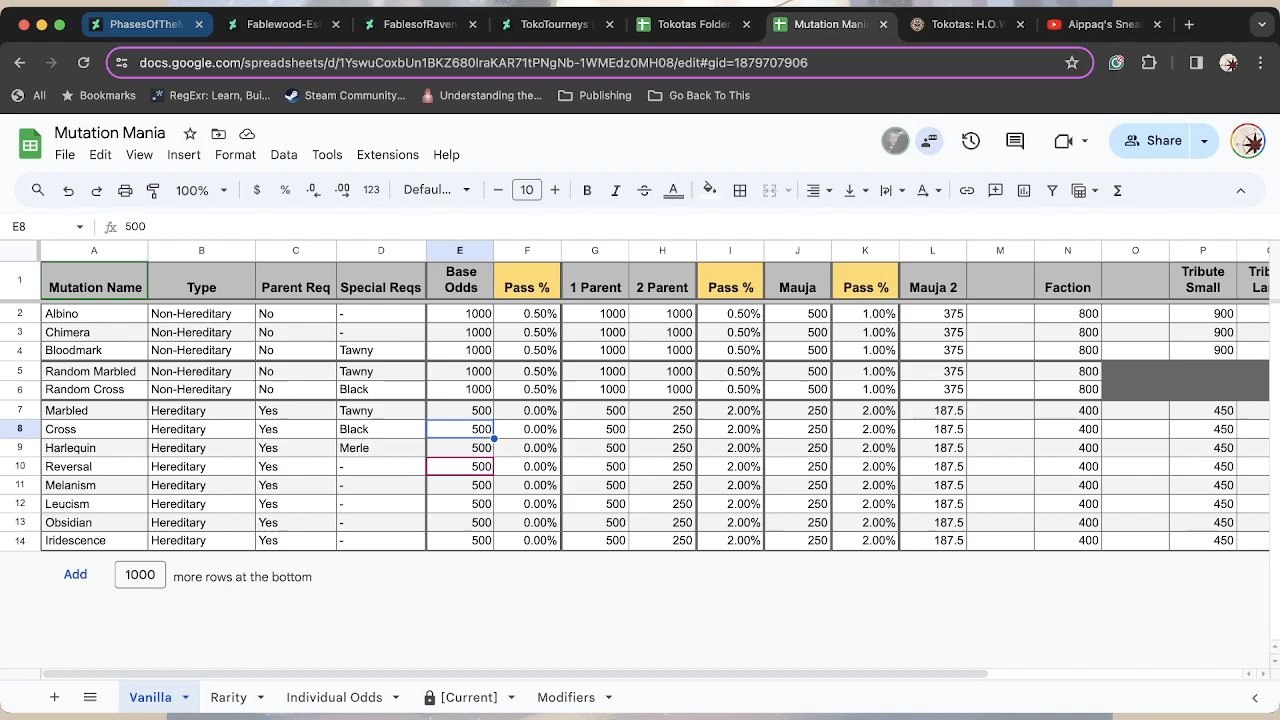 PhasesOfTheM
Fablewood-Esl
FablesofRaven
TokoTourneys
Tokotas Folder
Mutation Mania
Tokotas: H.O.W
Aippaq's Snea
docs.google.com/spreadsheets/d/1YswuCoxbUn1BKZ680IraKAR71tPNgNb-1WMEdz0MH08/edit#gid=1879707906
All Bookmarks RegExr: Learn, Bui... Steam Community... Understanding the... Publishing Go Back To This
Mutation Mania
Share
File Edit View Insert Format Data Tools Extensions Help
100% $ % .0 .00 123 Defaul... 10 B I A
E8 fx 500
A B C D E F G H I J K L M N O P
1 Mutation Name Type Parent Req Special Reqs Base Odds Pass % 1 Parent 2 Parent Pass % Mauja Pass % Mauja 2 Faction Tribute Small Trib La
2 Albino Non-Hereditary No - 1000 0.50% 1000 1000 0.50% 500 1.00% 375 800 900
3 Chimera Non-Hereditary No - 1000 0.50% 1000 1000 0.50% 500 1.00% 375 800 900
4 Bloodmark Non-Hereditary No Tawny 1000 0.50% 1000 1000 0.50% 500 1.00% 375 800 900
5 Random Marbled Non-Hereditary No Tawny 1000 0.50% 1000 1000 0.50% 500 1.00% 375 800
6 Random Cross Non-Hereditary No Black 1000 0.50% 1000 1000 0.50% 500 1.00% 375 800
7 Marbled Hereditary Yes Tawny 500 0.00% 500 250 2.00% 250 2.00% 187.5 400 450
8 Cross Hereditary Yes Black 500 0.00% 500 250 2.00% 250 2.00% 187.5 400 450
9 Harlequin Hereditary Yes Merle 500 0.00% 500 250 2.00% 250 2.00% 187.5 400 450
10 Reversal Hereditary Yes - 500 0.00% 500 250 2.00% 250 2.00% 187.5 400 450
11 Melanism Hereditary Yes - 500 0.00% 500 250 2.00% 250 2.00% 187.5 400 450
12 Leucism Hereditary Yes - 500 0.00% 500 250 2.00% 250 2.00% 187.5 400 450
13 Obsidian Hereditary Yes - 500 0.00% 500 250 2.00% 250 2.00% 187.5 400 450
14 Iridescence Hereditary Yes - 500 0.00% 500 250 2.00% 250 2.00% 187.5 400 450
Add 1000 more rows at the bottom
Vanilla Rarity Individual Odds [Current] Modifiers